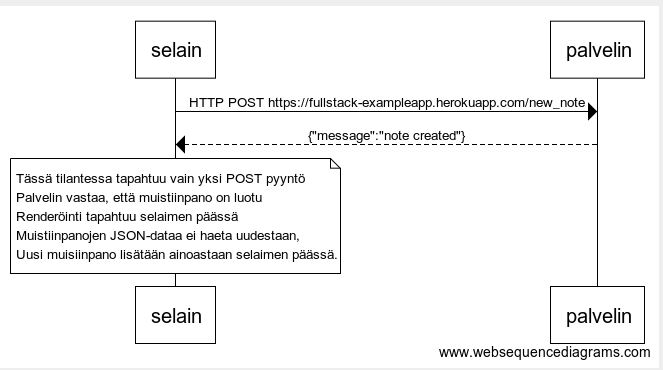 selain
palvelin
HTTP POST https://fullstack-exampleapp.herokuapp.com/new_note
{"message":"note created"}
Tässä tilantessa tapahtuu vain yksi POST pyyntö
Palvelin vastaa, että muistiinpano on luotu
Renderöinti tapahtuu selaimen päässä
Muistiinpanojen JSON-dataa ei haeta uudestaan,
Uusi muisiinpano lisätään ainoastaan selaimen päässä.
selain
palvelin
www.websequencediagrams.com